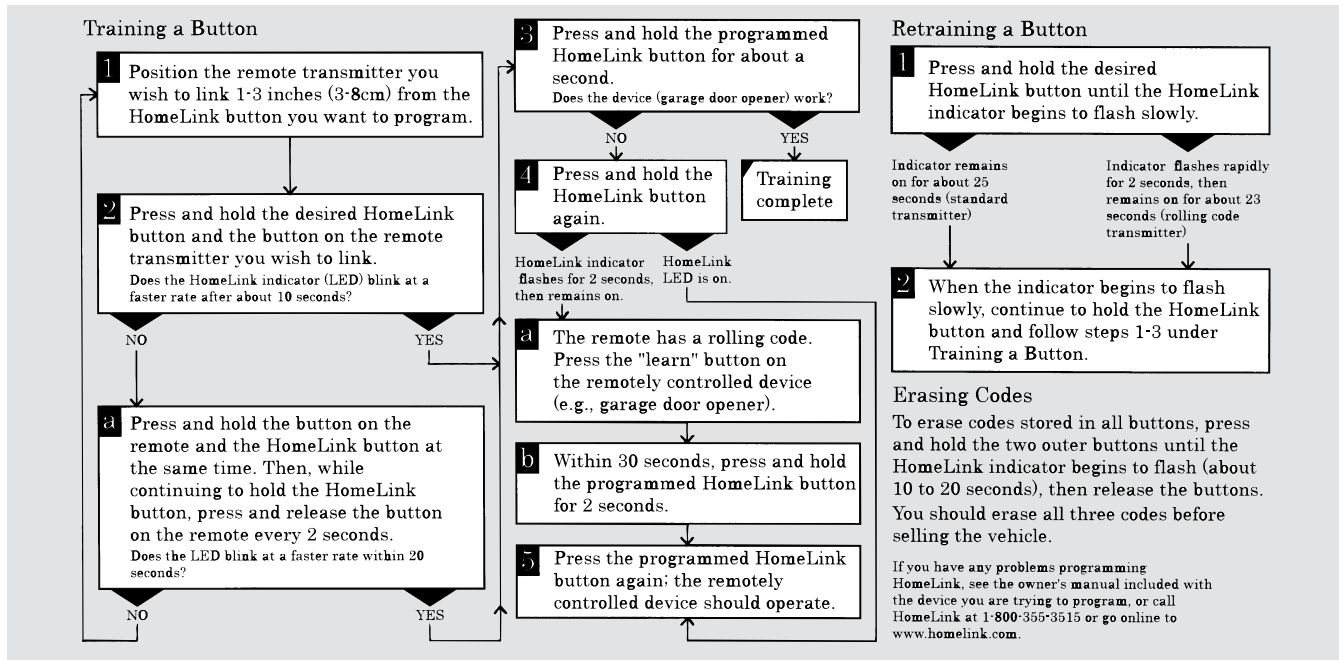 Training a Button
1
Position the remote transmitter you
wish to link 1-3 inches (3-8cm) from the
HomeLink button you want to program.
2
Press and hold the desired HomeLink
button and the button on the remote
transmitter you wish to link.
Does the HomeLink indicator (LED) blink at a
faster rate after about 10 seconds?
NO
YES
a
Press and hold the button on the
remote and the HomeLink button at
the same time. Then, while
continuing to hold the HomeLink
button, press and release the button
on the remote every 2 seconds.
Does the LED blink at a faster rate within 20
seconds?
NO
YES
3
Press and hold the programmed
HomeLink button for about a
second.
Does the device (garage door opener) work?
NO
YES
4
Press and hold the
HomeLink button
again.
Training
complete
HomeLink indicator
flashes for 2 seconds,
then remains on.
HomeLink
LED is on.
a
The remote has a rolling code.
Press the "learn" button on
the remotely controlled device
(e.g., garage door opener).
b
Within 30 seconds, press and hold
the programmed HomeLink button
for 2 seconds.
5
Press the programmed HomeLink
button again; the remotely
controlled device should operate.
Retraining a Button
1
Press and hold the desired
HomeLink button until the HomeLink
indicator begins to flash slowly.
Indicator remains
on for about 25
seconds (standard
transmitter)
Indicator flashes rapidly
for 2 seconds, then
remains on for about 23
seconds (rolling code
transmitter)
2
When the indicator begins to flash
slowly, continue to hold the HomeLink
button and follow steps 1-3 under
Training a Button.
Erasing Codes
To erase codes stored in all buttons, press
and hold the two outer buttons until the
HomeLink indicator begins to flash (about
10 to 20 seconds), then release the buttons.
You should erase all three codes before
selling the vehicle.
If you have any problems programming
HomeLink, see the owner's manual included with
the device you are trying to program, or call
HomeLink at 1-800-355-3515 or go online to
www.homelink.com.